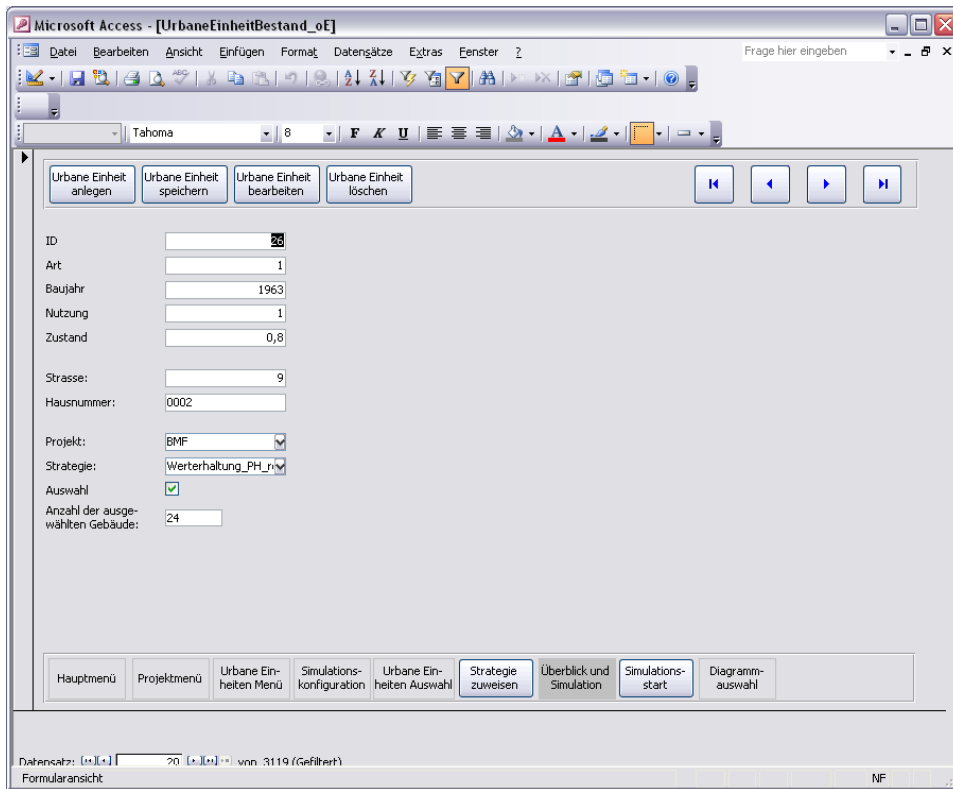 Microsoft Access - [UrbaneEinheitBestand_oE]
Datei Bearbeiten Ansicht Einfügen Format Datensätze Extras Fenster ? Frage hier eingeben
Tahoma 8 F K U
Urbane Einheit anlegen
Urbane Einheit speichern
Urbane Einheit bearbeiten
Urbane Einheit löschen
ID 26
Art 1
Baujahr 1963
Nutzung 1
Zustand 0,8
Strasse: 9
Hausnummer: 0002
Projekt: BMF
Strategie: Werterhaltung_PH_r
Auswahl
Anzahl der ausge-
wählten Gebäude: 24
Hauptmenü
Projektmenü
Urbane Ein-
heiten Menü
Simulations-
konfiguration
Urbane Ein-
heiten Auswahl
Strategie
zuweisen
Überblick und
Simulation
Simulations-
start
Diagramm-
auswahl
Datensatz: 20 von 3119 (Gefiltert)
Formularansicht NF